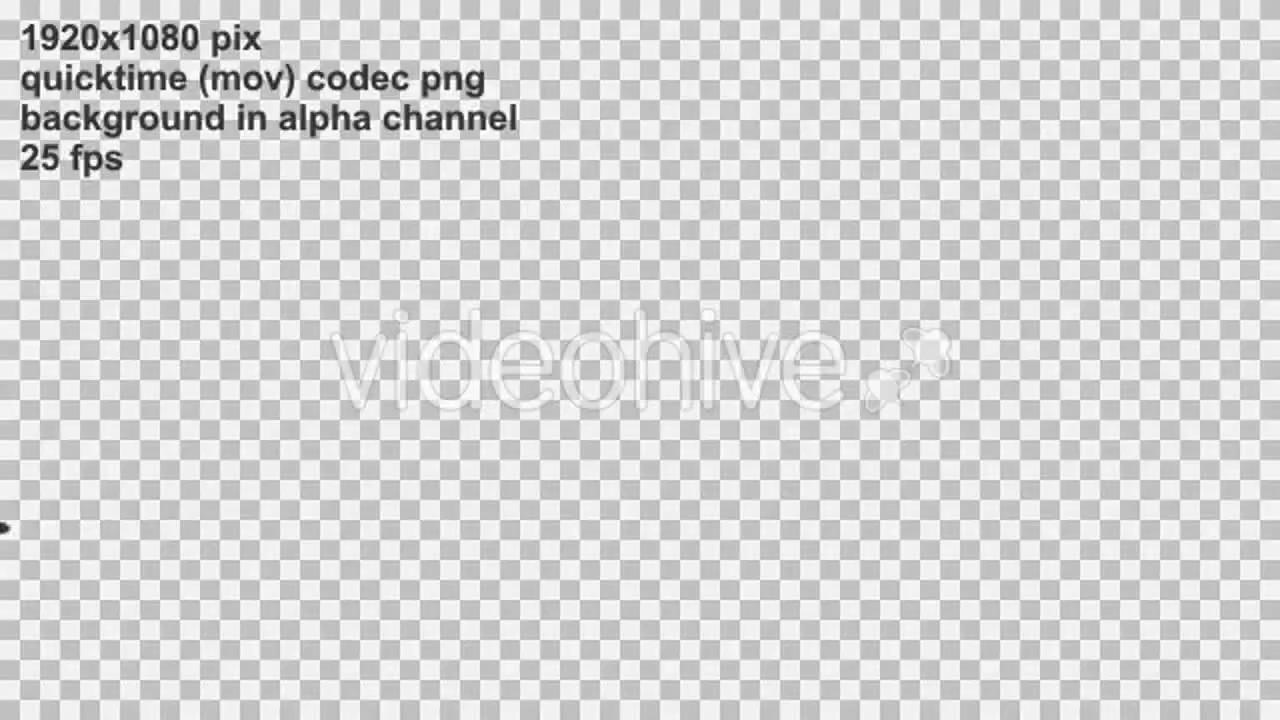 1920x1080 pix
quicktime (mov) codec png
background in alpha channel
25 fps
videohive